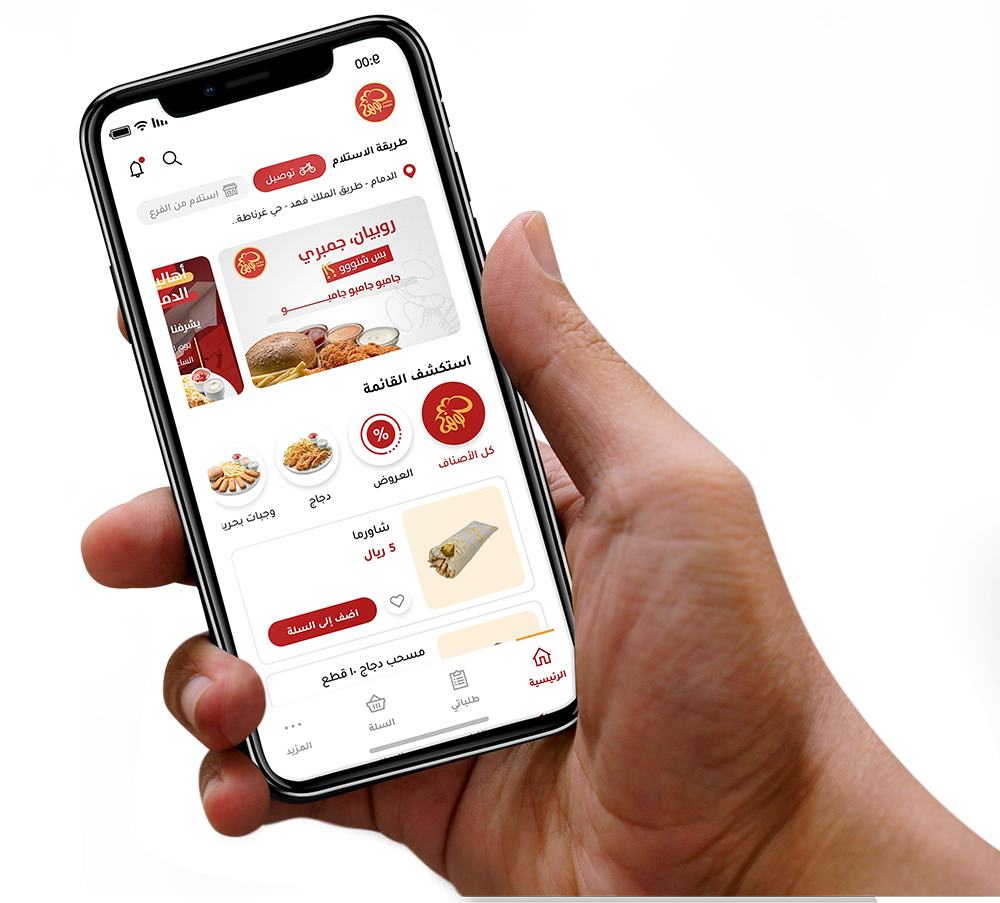 9:00
طريقة الاستلام
توصيل
استلام من الفرع
الدمام - طريق الملك فهد - حي غرناطة..
روبيان، جمبري
بس شنووو ؟!
جامبو جامبو جامبـــــــو
أهالي
الدم
يشرفنا
استكشف القائمة
%
كل الأصناف
العروض
دجاج
وجبات بحري
شاورما
5 ريال
اضف إلى السلة
مسحب دجاج ١٠ قطع
الرئيسية
طلباتي
السلة
المزيد